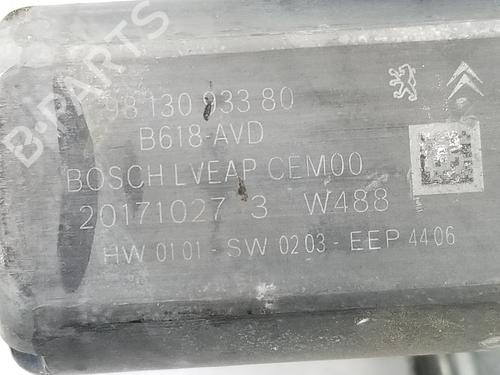 B-PARTS
98 130 933 80
B618-AVD
BOSCH LVEAP CEM00
20171027 3 W488
HW 0101 - SW 0203 - EEP 4406